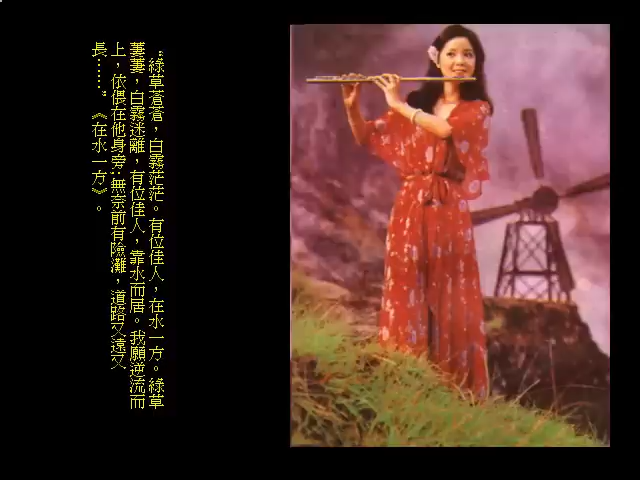 “綠草蒼蒼，白霧茫茫。有位佳人，在水一方。綠草
萋萋，白霧迷離，有位佳人，靠水而居。我願逆流而
上，依偎在他身旁;無奈前有險灘，道路又遠又
長……”《在水一方》。